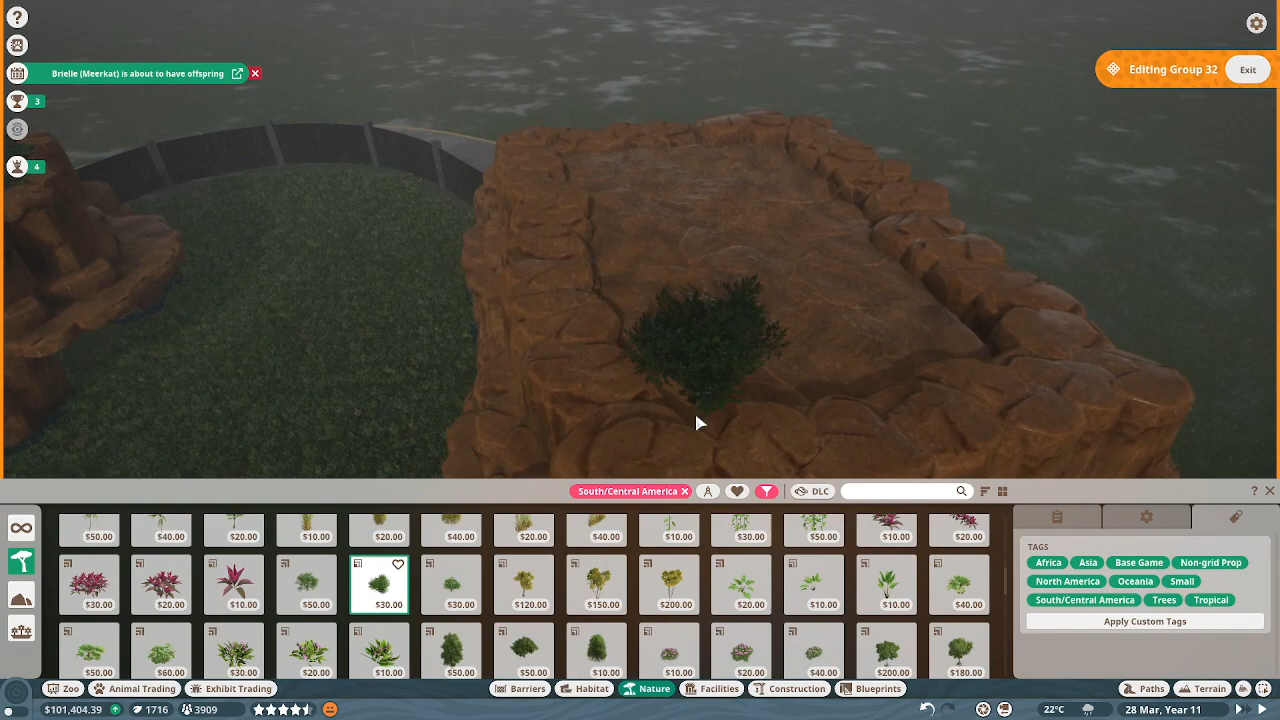 ?
Brielle (Meerkat) is about to have offspring
3
4
Editing Group 32
Exit
South/Central America
DLC
?
$50.00 $40.00 $20.00 $10.00 $20.00 $40.00 $20.00 $40.00 $10.00 $30.00 $50.00 $10.00 $20.00
$30.00 $20.00 $10.00 $50.00 $30.00 $30.00 $120.00 $150.00 $200.00 $20.00 $10.00 $10.00 $40.00
$50.00 $60.00 $30.00 $20.00 $10.00 $50.00 $50.00 $10.00 $10.00 $20.00 $40.00 $200.00 $180.00
TAGS
Africa Asia Base Game Non-grid Prop
North America Oceania Small
South/Central America Trees Tropical
Apply Custom Tags
Zoo Animal Trading Exhibit Trading Barriers Habitat Nature Facilities Construction Blueprints Paths Terrain
$101,404.39 1716 3909 22°C 28 Mar, Year 11